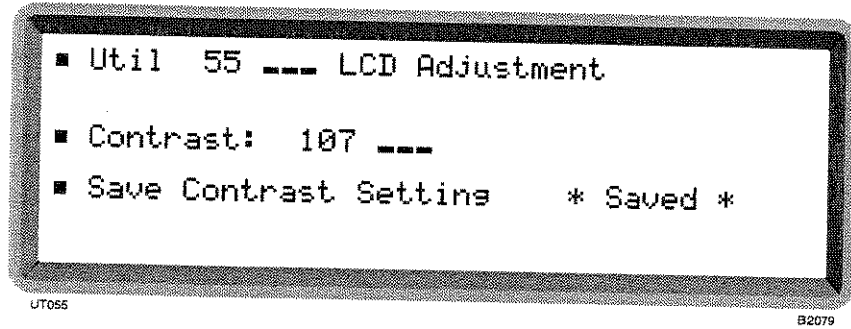 ▪ Util 55 ___ LCD Adjustment
▪ Contrast: 107 ___
▪ Save Contrast Setting * Saved *
UT055
B2079